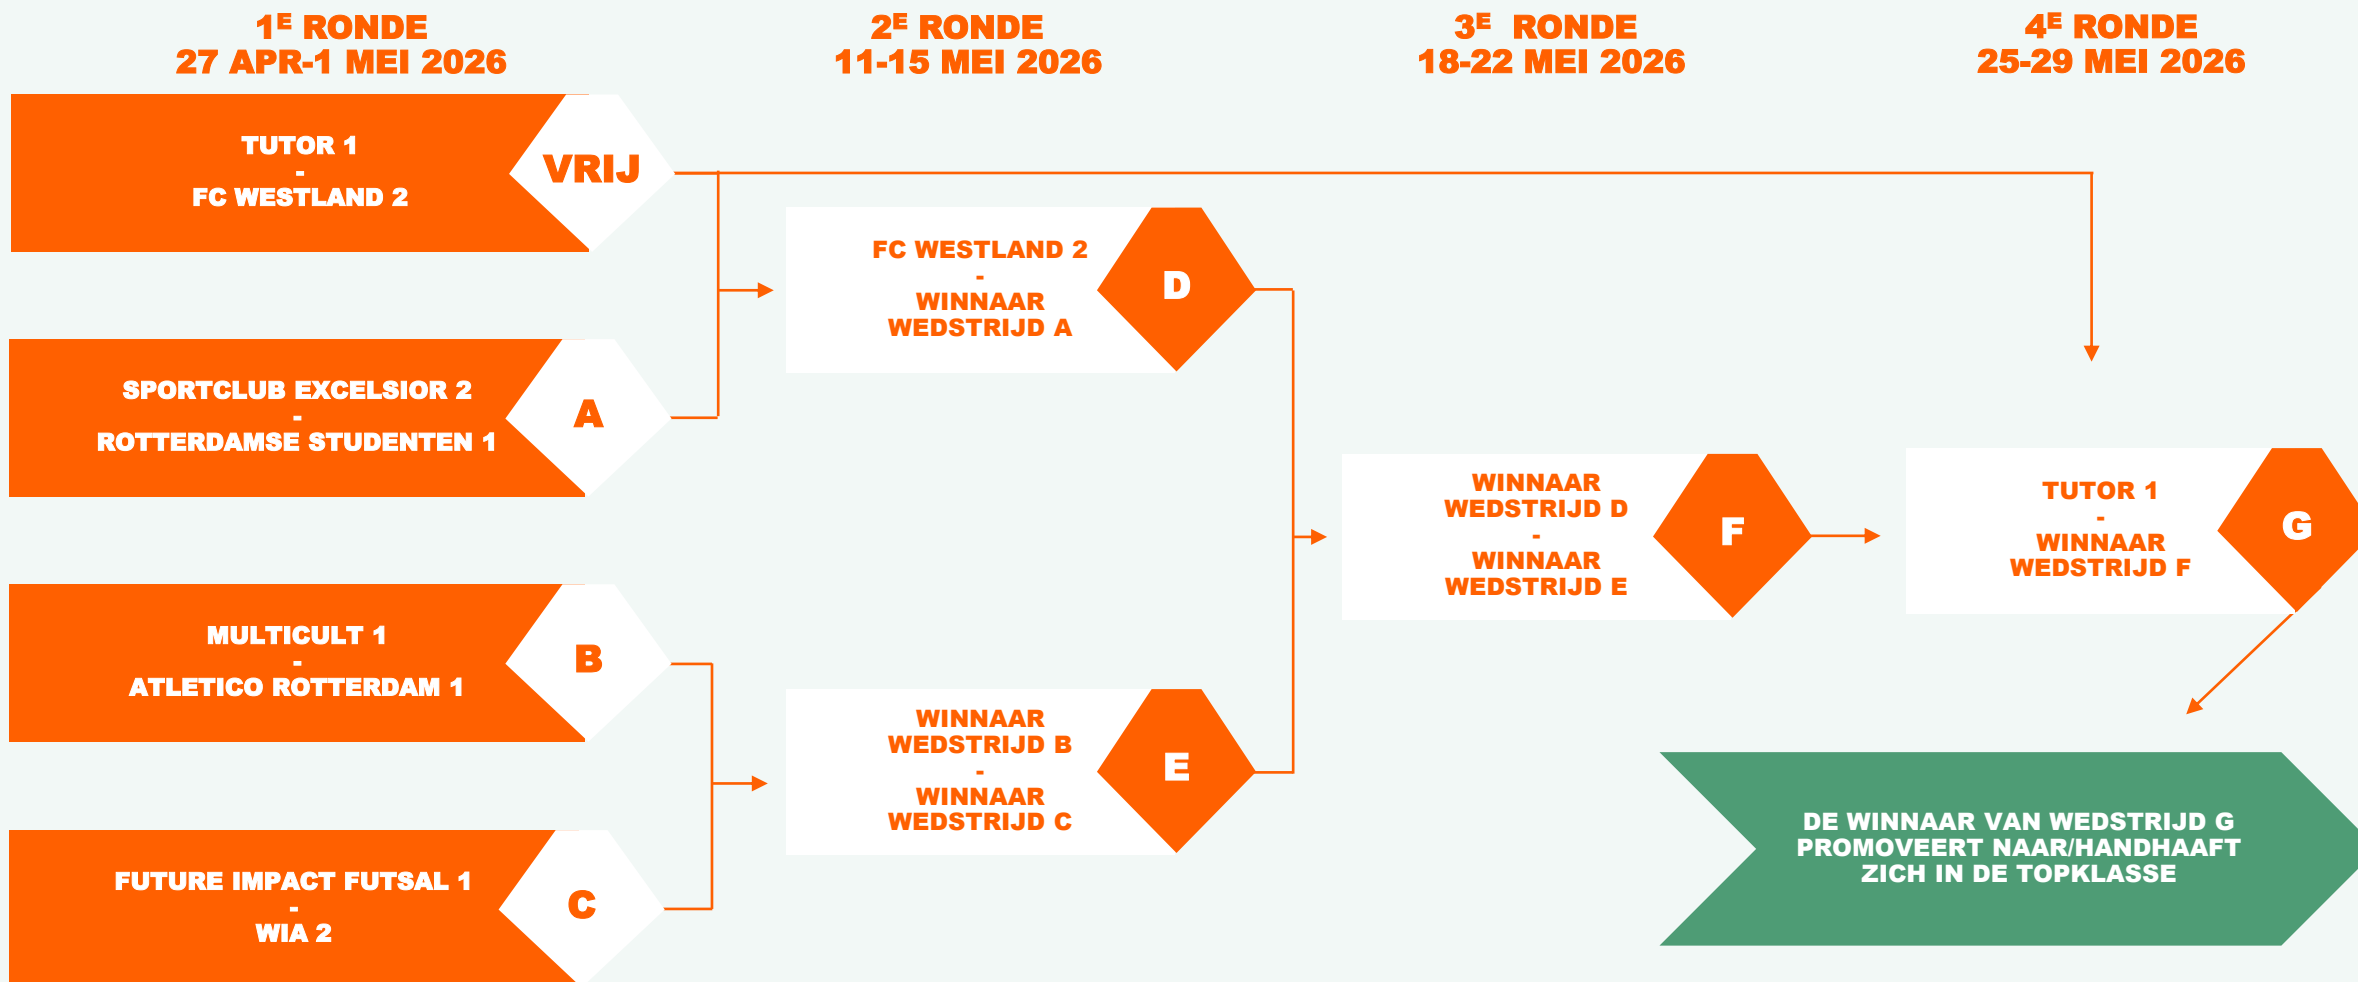 1E RONDE
27 APR-1 MEI 2026
2E RONDE
11-15 MEI 2026
3E RONDE
18-22 MEI 2026
4E RONDE
25-29 MEI 2026
TUTOR 1
-
FC WESTLAND 2
VRIJ
SPORTCLUB EXCELSIOR 2
-
ROTTERDAMSE STUDENTEN 1
A
MULTICULT 1
-
ATLETICO ROTTERDAM 1
B
FUTURE IMPACT FUTSAL 1
-
WIA 2
C
FC WESTLAND 2
-
WINNAAR
WEDSTRIJD A
D
WINNAAR
WEDSTRIJD B
-
WINNAAR
WEDSTRIJD C
E
WINNAAR
WEDSTRIJD D
-
WINNAAR
WEDSTRIJD E
F
TUTOR 1
-
WINNAAR
WEDSTRIJD F
G
DE WINNAAR VAN WEDSTRIJD G
PROMOVEERT NAAR/HANDHAAFT
ZICH IN DE TOPKLASSE